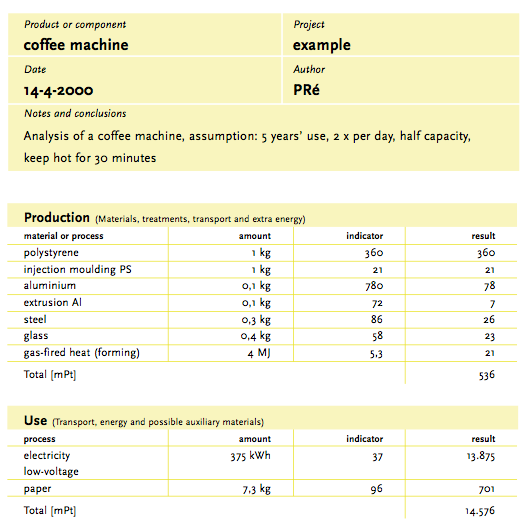 Product or component Project
coffee machine example
Date Author
14-4-2000 PRé
Notes and conclusions
Analysis of a coffee machine, assumption: 5 years' use, 2 x per day, half capacity,
keep hot for 30 minutes
Production (Materials, treatments, transport and extra energy)
material or process amount indicator result
polystyrene 1 kg 360 360
injection moulding PS 1 kg 21 21
aluminium 0,1 kg 780 78
extrusion Al 0,1 kg 72 7
steel 0,3 kg 86 26
glass 0,4 kg 58 23
gas-fired heat (forming) 4 MJ 5,3 21
Total [mPt] 536
Use (Transport, energy and possible auxiliary materials)
process amount indicator result
electricity 375 kWh 37 13.875
low-voltage
paper 7,3 kg 96 701
Total [mPt] 14.576